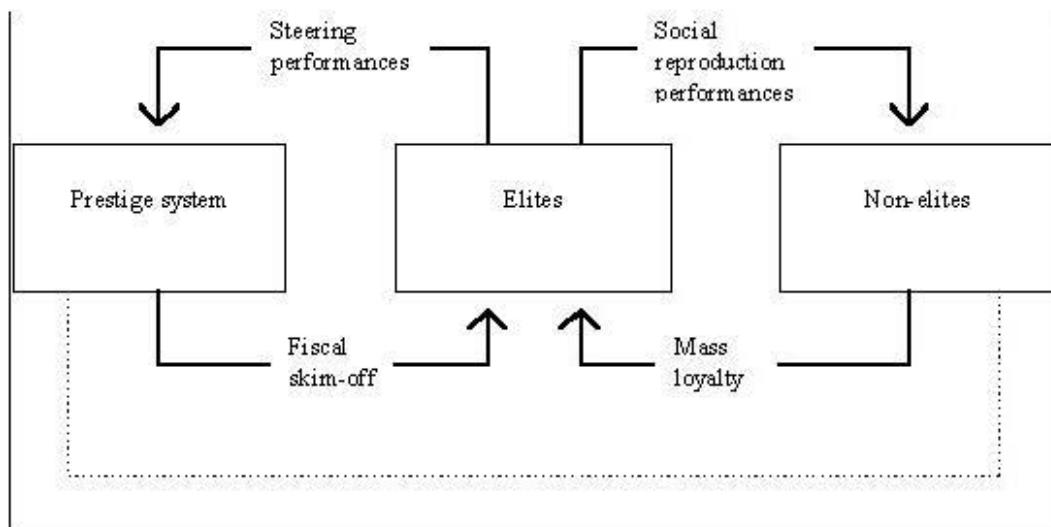 Steering
performances
Social
reproduction
performances
Prestige system
Elites
Non-elites
Fiscal
skim-off
Mass
loyalty